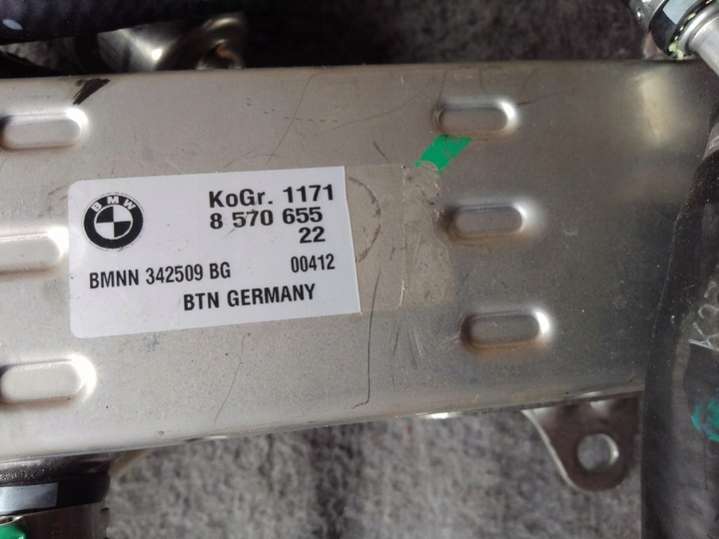 BMW
KoGr. 1171
8 570 655
22
BMNN 342509 BG 00412
BTN GERMANY